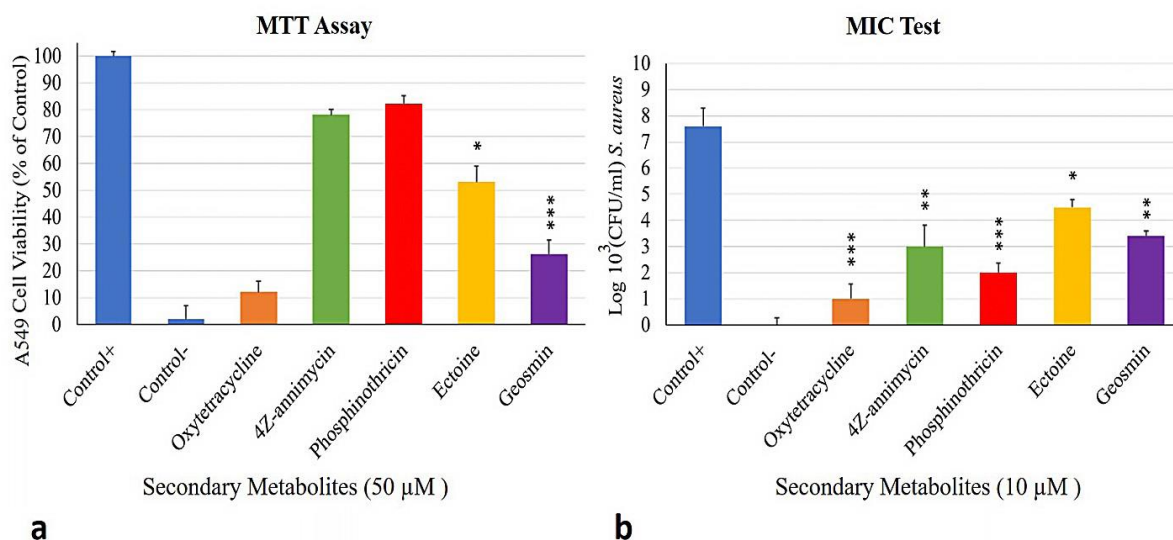 MTT Assay
A549 Cell Viability (% of Control)
100
90
80
70
60
50
40
30
20
10
0
*
***
Control+
Control-
Oxytetracycline
4Z-annimycin
Phosphinothricin
Ectoine
Geosmin
Secondary Metabolites (50 µM )
a
MIC Test
Log 10³(CFU/ml) S. aureus
10
9
8
7
6
5
4
3
2
1
0
***
**
***
*
**
Control+
Control-
Oxytetracycline
4Z-annimycin
Phosphinothricin
Ectoine
Geosmin
Secondary Metabolites (10 µM )
b